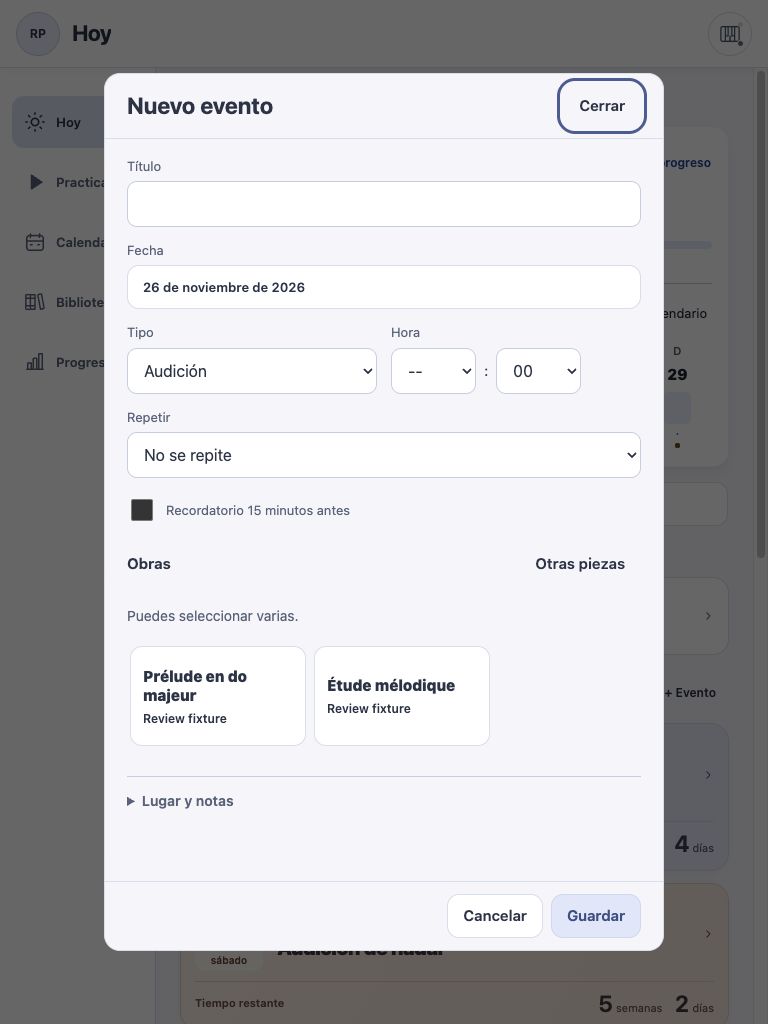 RP
Hoy
Nuevo evento
Cerrar
Hoy
Practica
Calenda
Bibliote
Progres
Título
Fecha
26 de noviembre de 2026
Tipo
Hora
Audición
--
:
00
Repetir
No se repite
Recordatorio 15 minutos antes
Obras
Otras piezas
Puedes seleccionar varias.
Prélude en do
majeur
Review fixture
Étude mélodique
Review fixture
Lugar y notas
Cancelar
Guardar
progreso
endario
D
29
+ Evento
4 días
sábado
Tiempo restante
5 semanas 2 días